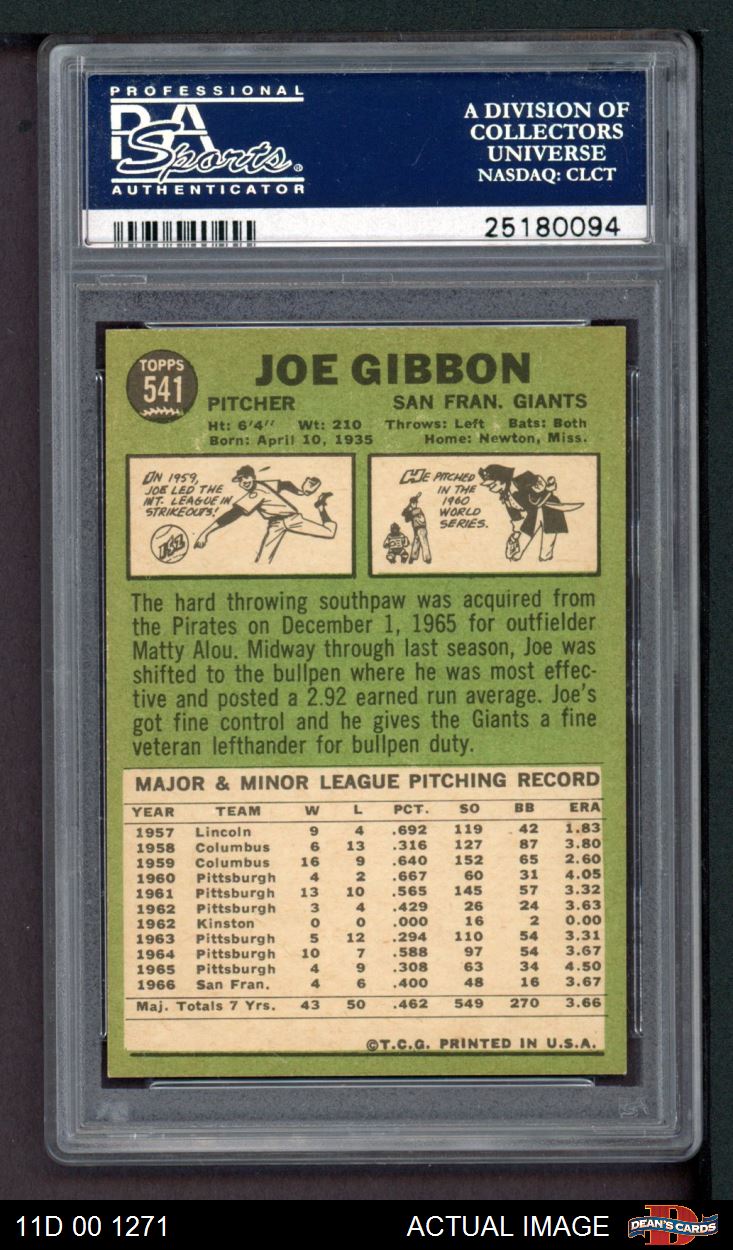 PROFESSIONAL
PSA
Sports®
AUTHENTICATOR
A DIVISION OF
COLLECTORS
UNIVERSE
NASDAQ: CLCT
25180094
TOPPS
541
JOE GIBBON
PITCHER SAN FRAN. GIANTS
Ht: 6'4" Wt: 210 Throws: Left Bats: Both
Born: April 10, 1935 Home: Newton, Miss.
IN 1959,
JOE LED THE
INT. LEAGUE IN
STRIKEOUTS!
152
HE PITCHED
IN THE
1960
WORLD
SERIES.
The hard throwing southpaw was acquired from
the Pirates on December 1, 1965 for outfielder
Matty Alou. Midway through last season, Joe was
shifted to the bullpen where he was most effec-
tive and posted a 2.92 earned run average. Joe's
got fine control and he gives the Giants a fine
veteran lefthander for bullpen duty.
MAJOR & MINOR LEAGUE PITCHING RECORD
YEAR TEAM W L PCT. SO BB ERA
1957 Lincoln 9 4 .692 119 42 1.83
1958 Columbus 6 13 .316 127 87 3.80
1959 Columbus 16 9 .640 152 65 2.60
1960 Pittsburgh 4 2 .667 60 31 4.05
1961 Pittsburgh 13 10 .565 145 57 3.32
1962 Pittsburgh 3 4 .429 26 24 3.63
1962 Kinston 0 0 .000 16 2 0.00
1963 Pittsburgh 5 12 .294 110 54 3.31
1964 Pittsburgh 10 7 .588 97 54 3.67
1965 Pittsburgh 4 9 .308 63 34 4.50
1966 San Fran. 4 6 .400 48 16 3.67
Maj. Totals 7 Yrs. 43 50 .462 549 270 3.66
©T.C.G. PRINTED IN U.S.A.
11D 00 1271 ACTUAL IMAGE DEAN'S CARDS